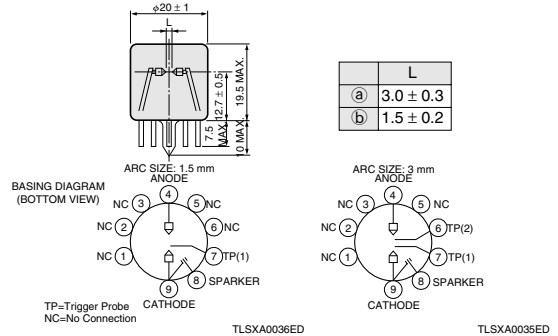 φ20 ± 1
L
12.7 ± 0.5
19.5 MAX.
7.5 MAX.
10 MAX.
L
ⓐ 3.0 ± 0.3
ⓑ 1.5 ± 0.2
BASING DIAGRAM
(BOTTOM VIEW)
ARC SIZE: 1.5 mm
ANODE
4
NC 3
5 NC
NC 2
6 NC
NC 1
7 TP(1)
8 SPARKER
9
CATHODE
TP=Trigger Probe
NC=No Connection
TLSXA0036ED
ARC SIZE: 3 mm
ANODE
4
NC 3
5 NC
NC 2
6 TP(2)
NC 1
7 TP(1)
8 SPARKER
9
CATHODE
TLSXA0035ED